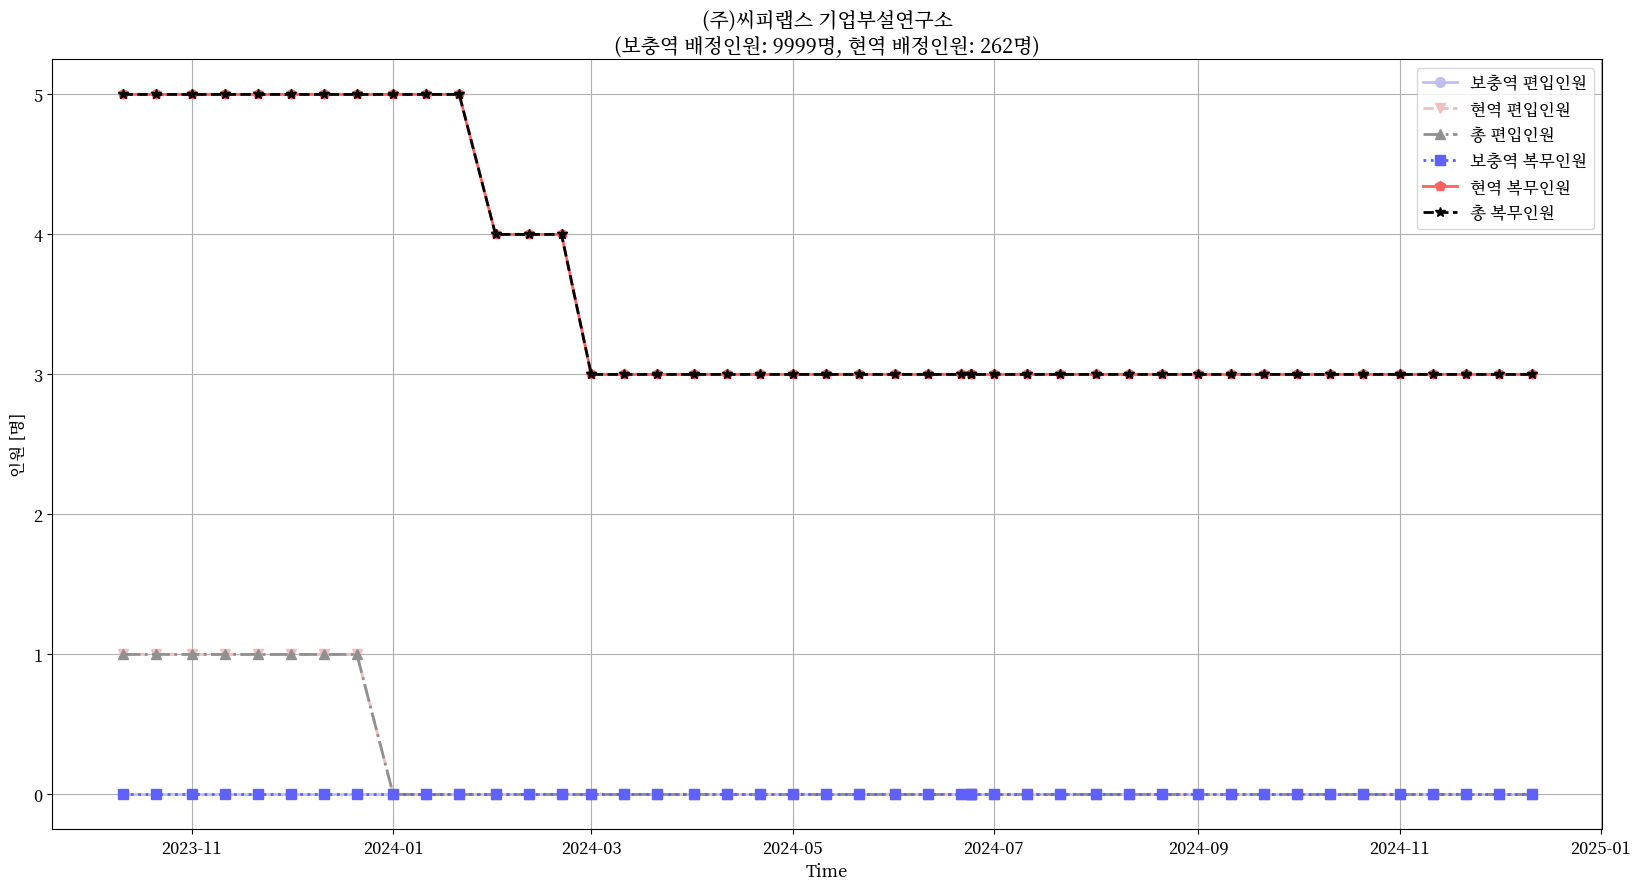 (주)씨피랩스 기업부설연구소
(보충역 배정인원: 9999명, 현역 배정인원: 262명)
보충역 편입인원
현역 편입인원
총 편입인원
보충역 복무인원
현역 복무인원
총 복무인원
5
4
3
2
1
0
인원 [명]
2023-11
2024-01
2024-03
2024-05
2024-07
2024-09
2024-11
2025-01
Time